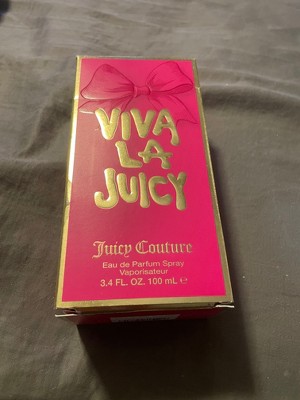 VIVA
LA
JUICY
Juicy Couture
Eau de Parfum Spray
Vaporisateur
3.4 FL. OZ. 100 mL ℮